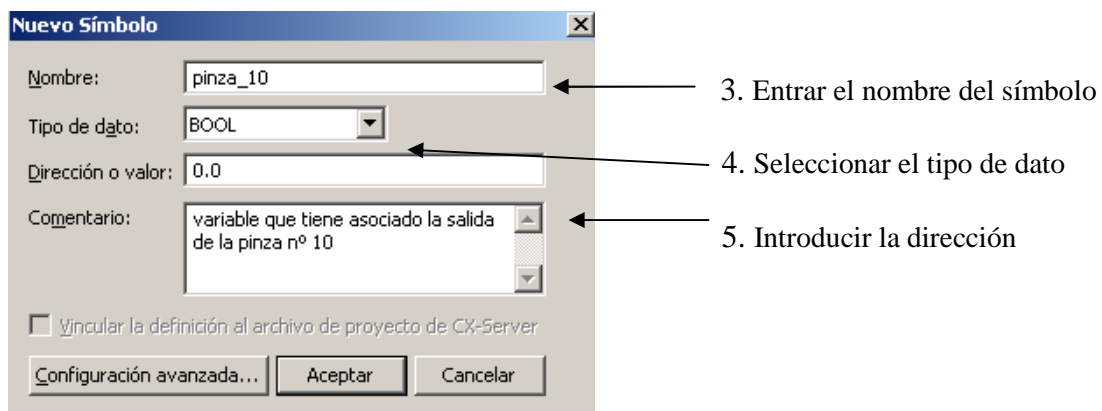 Nuevo Símbolo
Nombre: pinza_10
3. Entrar el nombre del símbolo
Tipo de dato: BOOL
4. Seleccionar el tipo de dato
Dirección o valor: 0.0
Comentario: variable que tiene asociado la salida
de la pinza nº 10
5. Introducir la dirección
Vincular la definición al archivo de proyecto de CX-Server
Configuración avanzada... Aceptar Cancelar